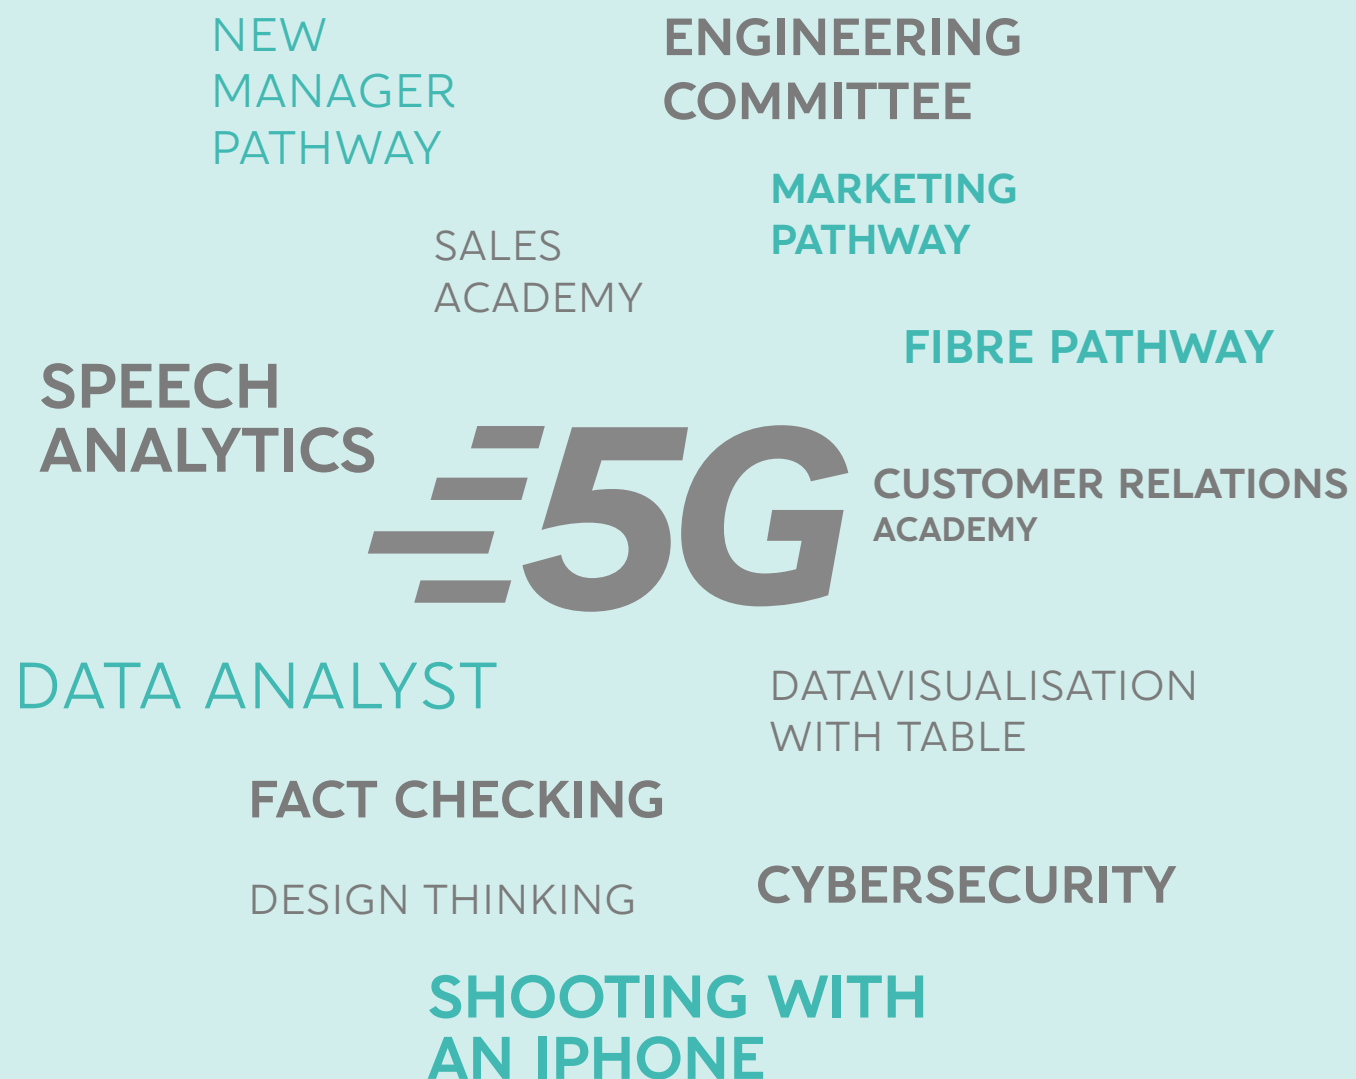 NEW
MANAGER
PATHWAY
ENGINEERING
COMMITTEE
MARKETING
PATHWAY
SALES
ACADEMY
FIBRE PATHWAY
SPEECH
ANALYTICS
5G
CUSTOMER RELATIONS
ACADEMY
DATA ANALYST
DATAVISUALISATION
WITH TABLE
FACT CHECKING
DESIGN THINKING
CYBERSECURITY
SHOOTING WITH
AN IPHONE